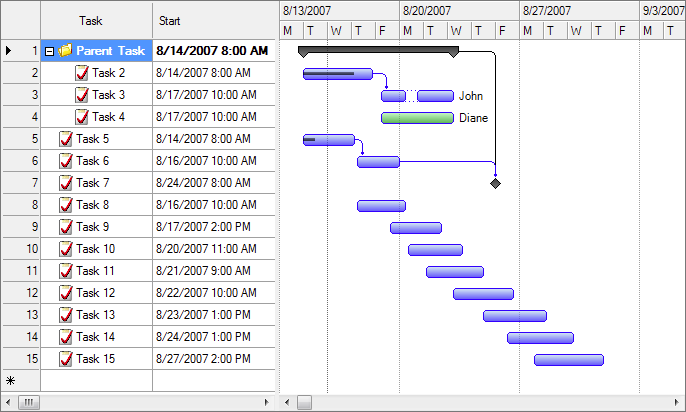 Task Start 8/13/2007 8/20/2007 8/27/2007 9/3/2007
M T W T F M T W T F M T W T F M T
1 Parent Task 8/14/2007 8:00 AM
2 Task 2 8/14/2007 8:00 AM
3 Task 3 8/17/2007 10:00 AM John
4 Task 4 8/17/2007 10:00 AM Diane
5 Task 5 8/14/2007 8:00 AM
6 Task 6 8/16/2007 10:00 AM
7 Task 7 8/24/2007 8:00 AM
8 Task 8 8/16/2007 10:00 AM
9 Task 9 8/17/2007 2:00 PM
10 Task 10 8/20/2007 11:00 AM
11 Task 11 8/21/2007 9:00 AM
12 Task 12 8/22/2007 10:00 AM
13 Task 13 8/23/2007 1:00 PM
14 Task 14 8/24/2007 1:00 PM
15 Task 15 8/27/2007 2:00 PM